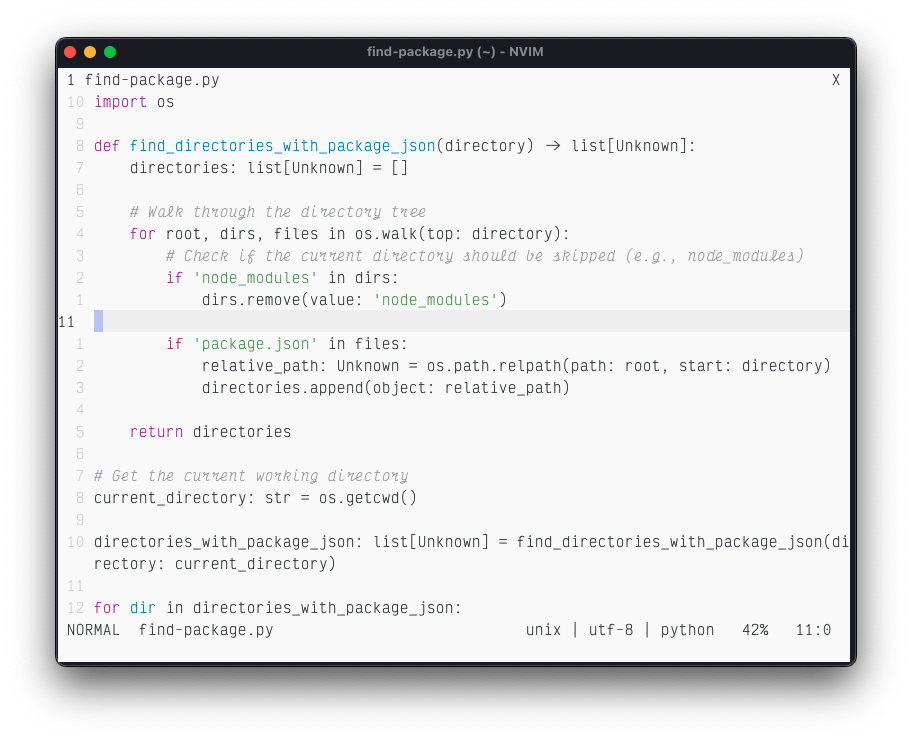 find-package.py (~) - NVIM
1 find-package.py X
10 import os
9
8 def find_directories_with_package_json(directory) → list[Unknown]:
7     directories: list[Unknown] = []
6
5     # Walk through the directory tree
4     for root, dirs, files in os.walk(top: directory):
3         # Check if the current directory should be skipped (e.g., node_modules)
2         if 'node_modules' in dirs:
1             dirs.remove(value: 'node_modules')
11
1         if 'package.json' in files:
2             relative_path: Unknown = os.path.relpath(path: root, start: directory)
3             directories.append(object: relative_path)
4
5     return directories
6
7 # Get the current working directory
8 current_directory: str = os.getcwd()
9
10 directories_with_package_json: list[Unknown] = find_directories_with_package_json(di
rectory: current_directory)
11
12 for dir in directories_with_package_json:
NORMAL find-package.py unix | utf-8 | python 42% 11:0